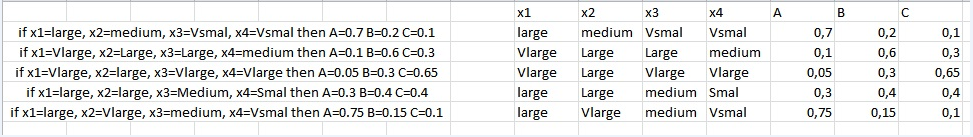 x1 x2 x3 x4 A B C
if x1=large, x2=medium, x3=Vsmal, x4=Vsmal then A=0.7 B=0.2 C=0.1 large medium Vsmal Vsmal 0,7 0,2 0,1
if x1=Vlarge, x2=Large, x3=Large, x4=medium then A=0.1 B=0.6 C=0.3 Vlarge Large Large medium 0,1 0,6 0,3
if x1=Vlarge, x2=large, x3=Vlarge, x4=Vlarge then A=0.05 B=0.3 C=0.65 Vlarge Large Vlarge Vlarge 0,05 0,3 0,65
if x1=large, x2=large, x3=Medium, x4=Smal then A=0.3 B=0.4 C=0.4 large Large medium Smal 0,3 0,4 0,4
if x1=large, x2=Vlarge, x3=medium, x4=Vsmal then A=0.75 B=0.15 C=0.1 large Vlarge medium Vsmal 0,75 0,15 0,1